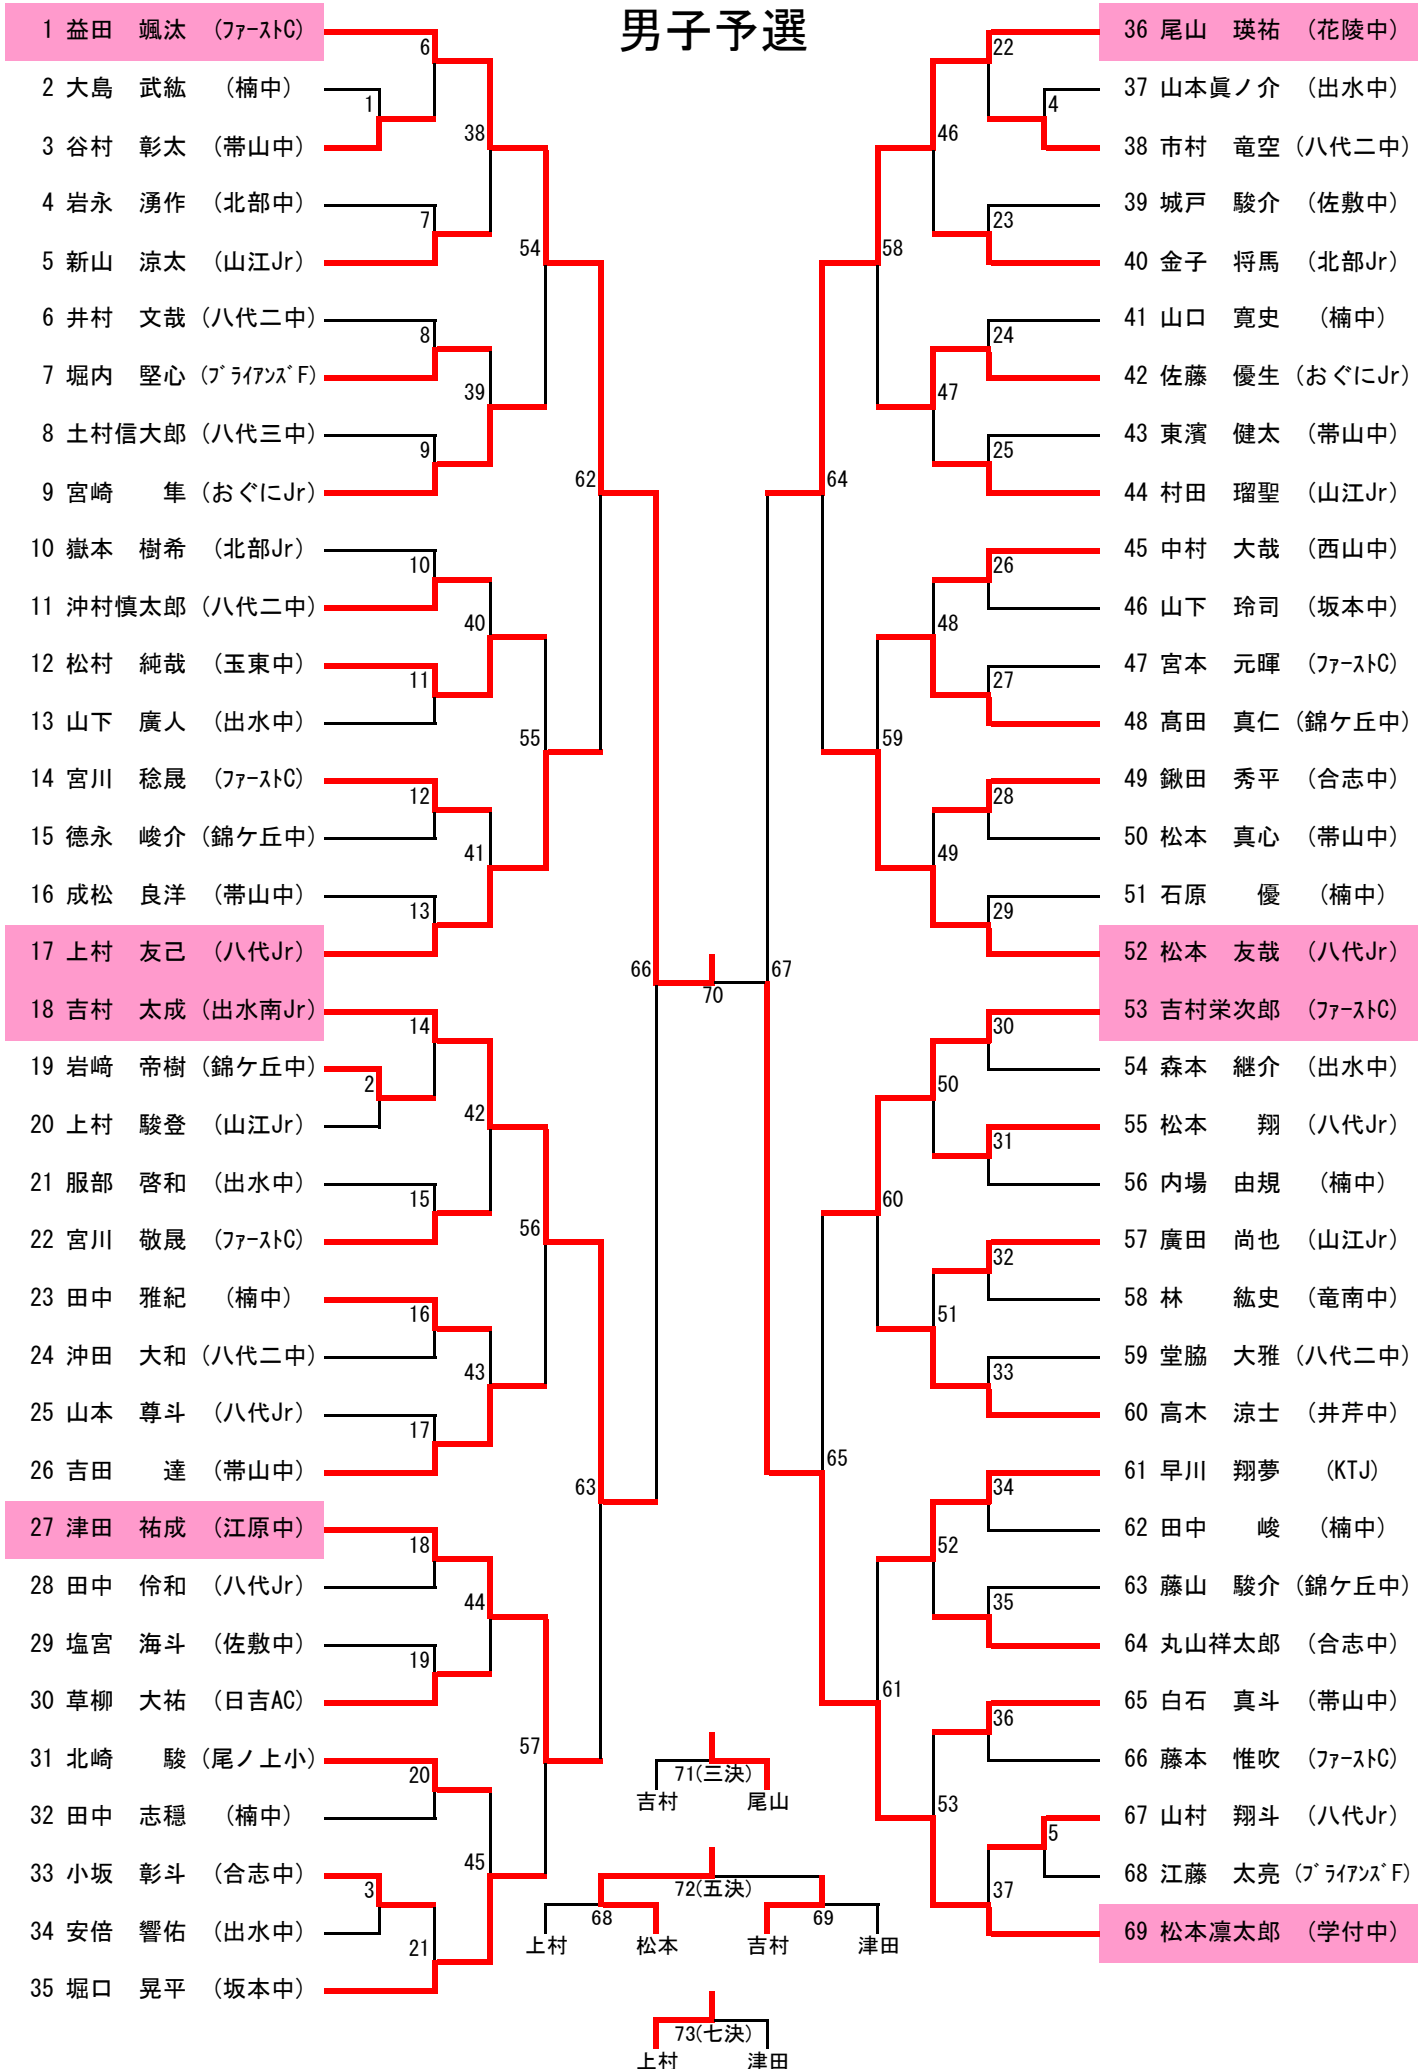 男子予選
1 益田 颯汰 (ファーストC)
2 大島 武紘 (楠中)
3 谷村 彰太 (帯山中)
4 岩永 湧作 (北部中)
5 新山 涼太 (山江Jr)
6 井村 文哉 (八代二中)
7 堀内 堅心 (ブライアンズF)
8 土村信大郎 (八代三中)
9 宮崎 隼 (おぐにJr)
10 嶽本 樹希 (北部Jr)
11 沖村慎太郎 (八代二中)
12 松村 純哉 (玉東中)
13 山下 廣人 (出水中)
14 宮川 稔晟 (ファーストC)
15 德永 峻介 (錦ケ丘中)
16 成松 良洋 (帯山中)
17 上村 友己 (八代Jr)
18 吉村 太成 (出水南Jr)
19 岩﨑 帝樹 (錦ケ丘中)
20 上村 駿登 (山江Jr)
21 服部 啓和 (出水中)
22 宮川 敬晟 (ファーストC)
23 田中 雅紀 (楠中)
24 沖田 大和 (八代二中)
25 山本 尊斗 (八代Jr)
26 吉田 達 (帯山中)
27 津田 祐成 (江原中)
28 田中 伶和 (八代Jr)
29 塩宮 海斗 (佐敷中)
30 草柳 大祐 (日吉AC)
31 北崎 駿 (尾ノ上小)
32 田中 志穏 (楠中)
33 小坂 彰斗 (合志中)
34 安倍 響佑 (出水中)
35 堀口 晃平 (坂本中)
36 尾山 瑛祐 (花陵中)
37 山本眞ノ介 (出水中)
38 市村 竜空 (八代二中)
39 城戸 駿介 (佐敷中)
40 金子 将馬 (北部Jr)
41 山口 寛史 (楠中)
42 佐藤 優生 (おぐにJr)
43 東濱 健太 (帯山中)
44 村田 瑠聖 (山江Jr)
45 中村 大哉 (西山中)
46 山下 玲司 (坂本中)
47 宮本 元暉 (ファーストC)
48 髙田 真仁 (錦ケ丘中)
49 鍬田 秀平 (合志中)
50 松本 真心 (帯山中)
51 石原 優 (楠中)
52 松本 友哉 (八代Jr)
53 吉村栄次郎 (ファーストC)
54 森本 継介 (出水中)
55 松本 翔 (八代Jr)
56 内場 由規 (楠中)
57 廣田 尚也 (山江Jr)
58 林 紘史 (竜南中)
59 堂脇 大雅 (八代二中)
60 高木 涼士 (井芹中)
61 早川 翔夢 (KTJ)
62 田中 峻 (楠中)
63 藤山 駿介 (錦ケ丘中)
64 丸山祥太郎 (合志中)
65 白石 真斗 (帯山中)
66 藤本 惟吹 (ファーストC)
67 山村 翔斗 (八代Jr)
68 江藤 太亮 (ブライアンズF)
69 松本凛太郎 (学付中)
1
2
3
4
5
6
7
8
9
10
11
12
13
14
15
16
17
18
19
20
21
22
23
24
25
26
27
28
29
30
31
32
33
34
35
36
37
38
39
40
41
42
43
44
45
46
47
48
49
50
51
52
53
54
55
56
57
58
59
60
61
62
63
64
65
66
67
70
71(三決)
吉村 尾山
72(五決)
68 69
上村 松本 吉村 津田
73(七決)
上村 津田